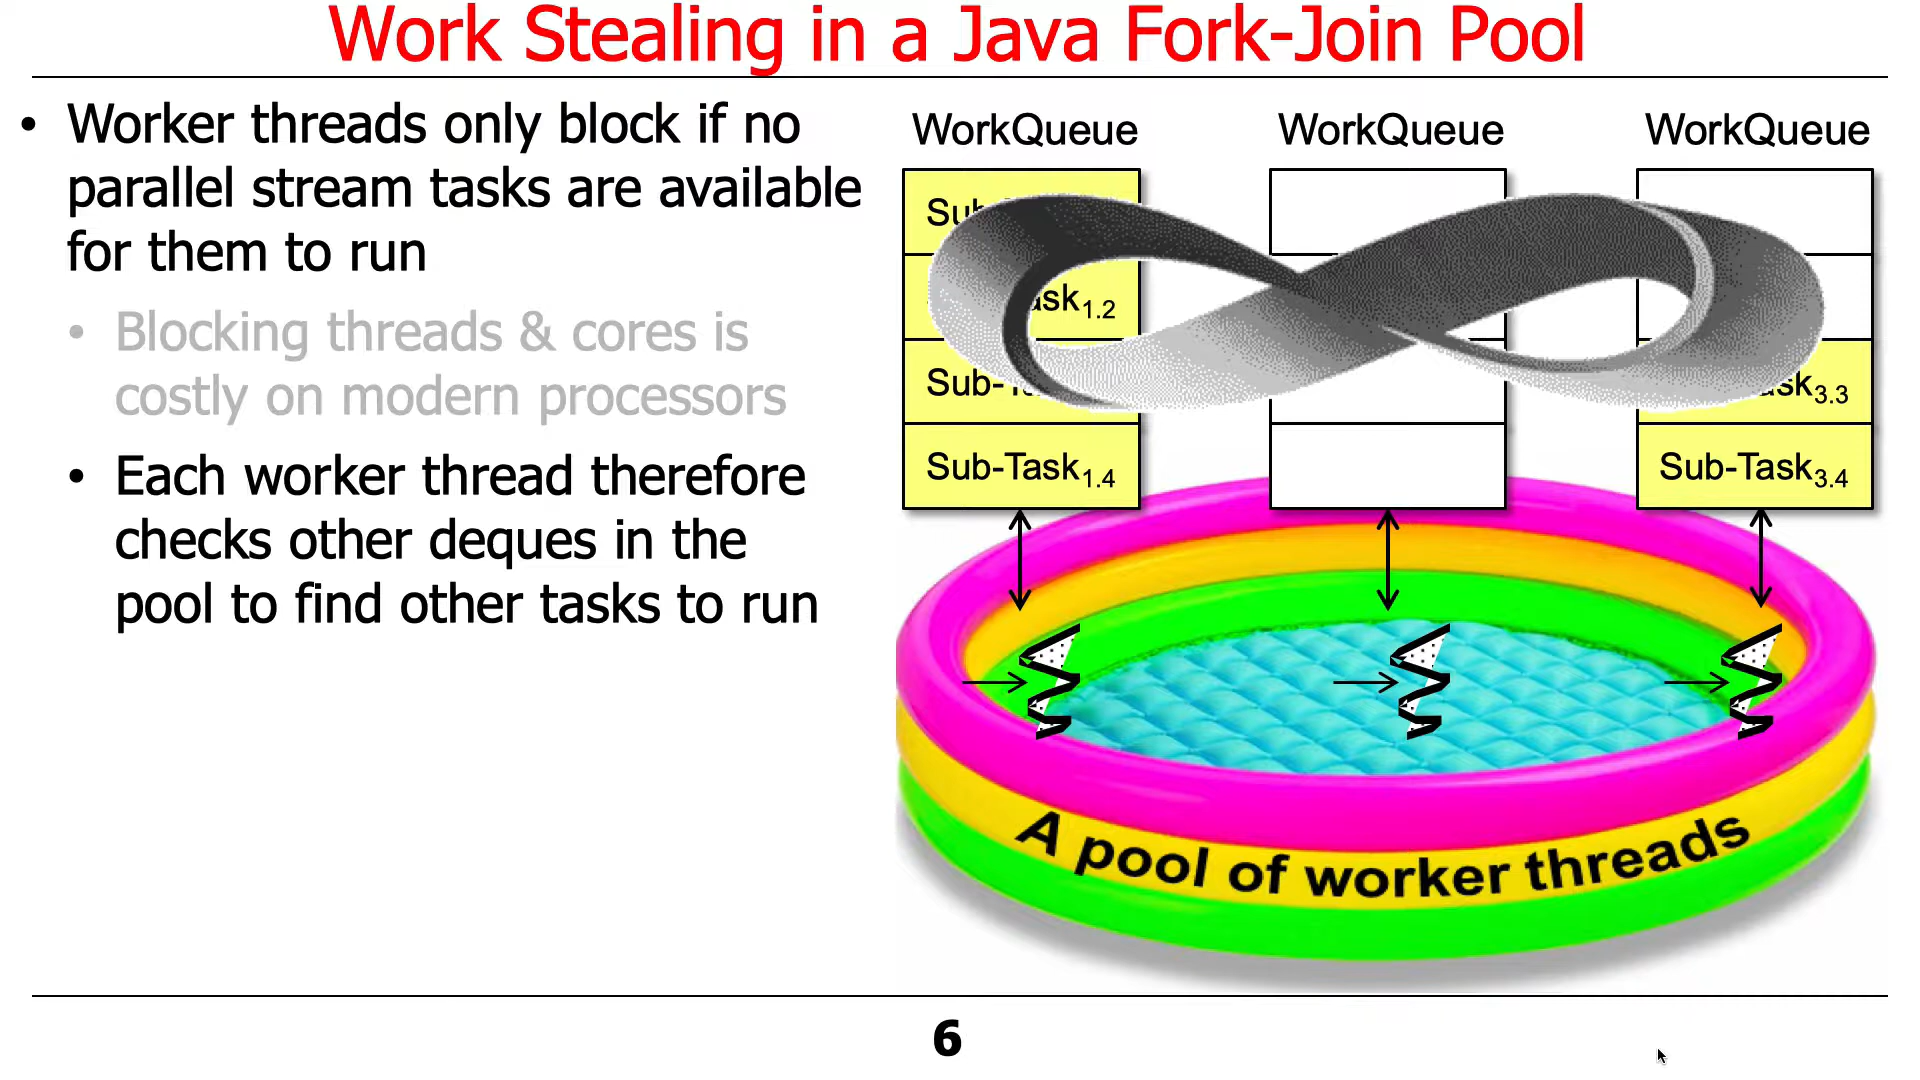 Work Stealing in a Java Fork-Join Pool
• Worker threads only block if no
parallel stream tasks are available
for them to run
• Blocking threads & cores is
costly on modern processors
• Each worker thread therefore
checks other deques in the
pool to find other tasks to run
WorkQueue
WorkQueue
WorkQueue
Sub-Task1.4
Sub-Task3.4
A pool of worker threads
6